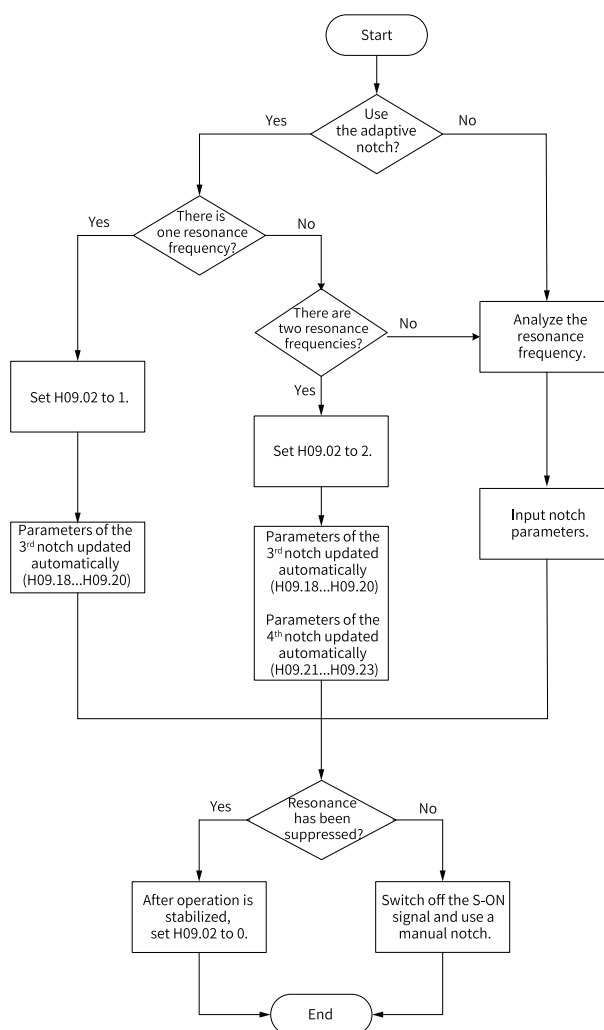 Start
Use
the adaptive
notch?
Yes
No
There is
one resonance
frequency?
Yes
No
There are
two resonance
frequencies?
No
Yes
Analyze the
resonance
frequency.
Set H09.02 to 1.
Set H09.02 to 2.
Input notch
parameters.
Parameters of the
3rd notch updated
automatically
(H09.18...H09.20)
Parameters of the
3rd notch updated
automatically
(H09.18...H09.20)
Parameters of the
4th notch updated
automatically
(H09.21...H09.23)
Resonance
has been
suppressed?
Yes
No
After operation is
stabilized,
set H09.02 to 0.
Switch off the S-ON
signal and use a
manual notch.
End